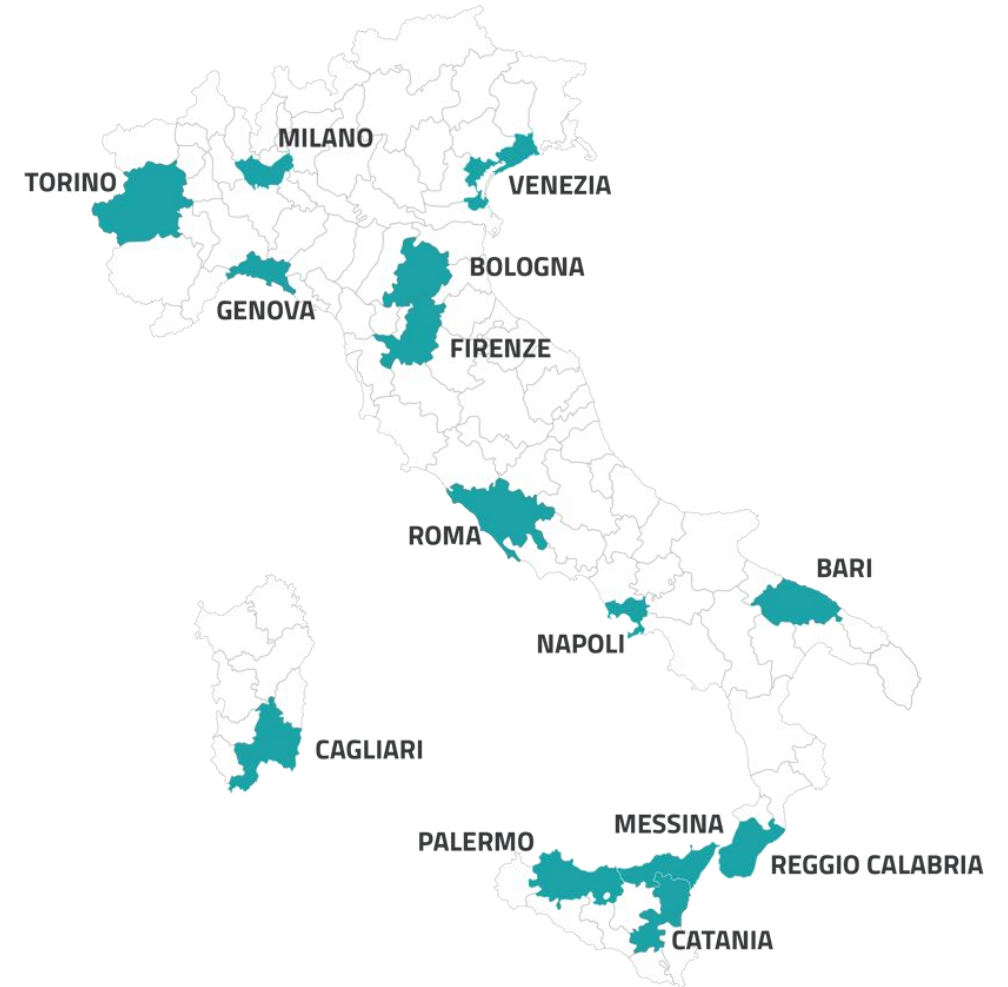 MILANO
TORINO
VENEZIA
BOLOGNA
GENOVA
FIRENZE
ROMA
BARI
NAPOLI
CAGLIARI
MESSINA
PALERMO
REGGIO CALABRIA
CATANIA